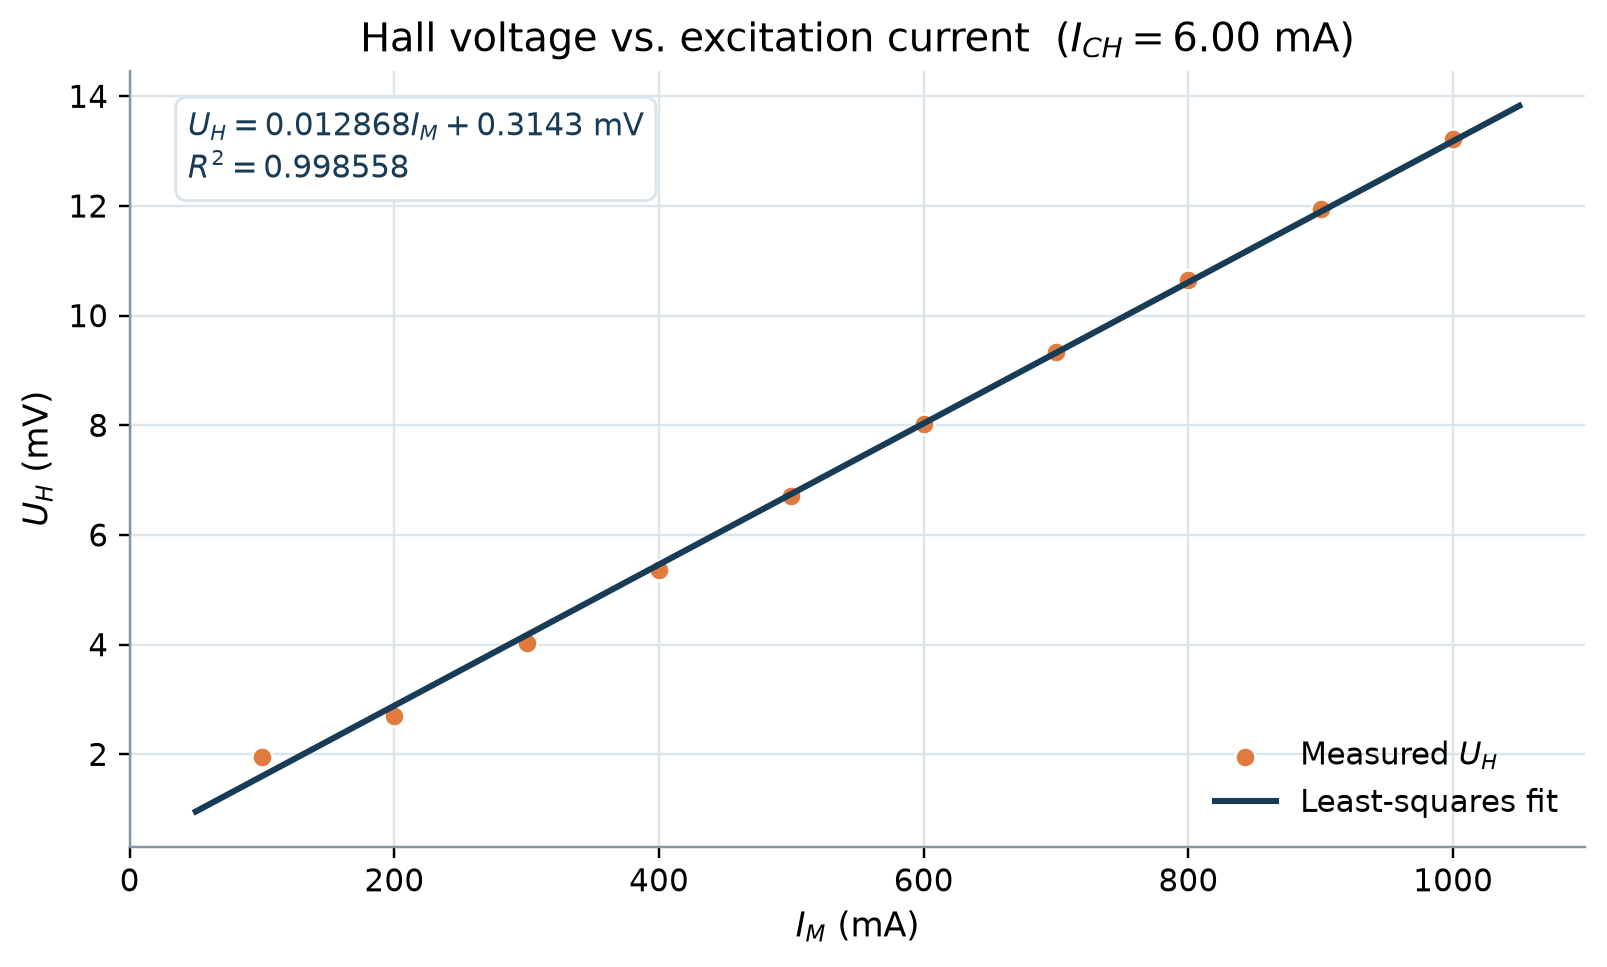 Hall voltage vs. excitation current (I_CH = 6.00 mA)
U_H = 0.012868I_M + 0.3143 mV
R² = 0.998558
14
12
10
8
6
4
2
U_H (mV)
Measured U_H
Least-squares fit
0 200 400 600 800 1000
I_M (mA)